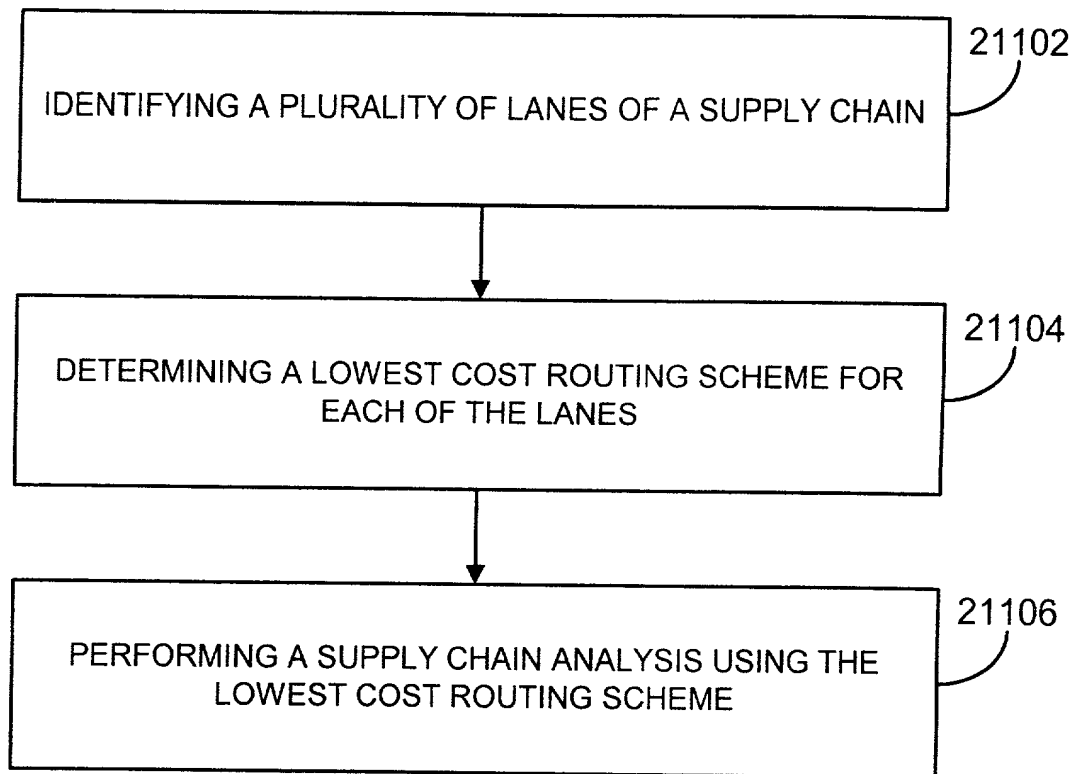 21102
IDENTIFYING A PLURALITY OF LANES OF A SUPPLY CHAIN
21104
DETERMINING A LOWEST COST ROUTING SCHEME FOR
EACH OF THE LANES
21106
PERFORMING A SUPPLY CHAIN ANALYSIS USING THE
LOWEST COST ROUTING SCHEME